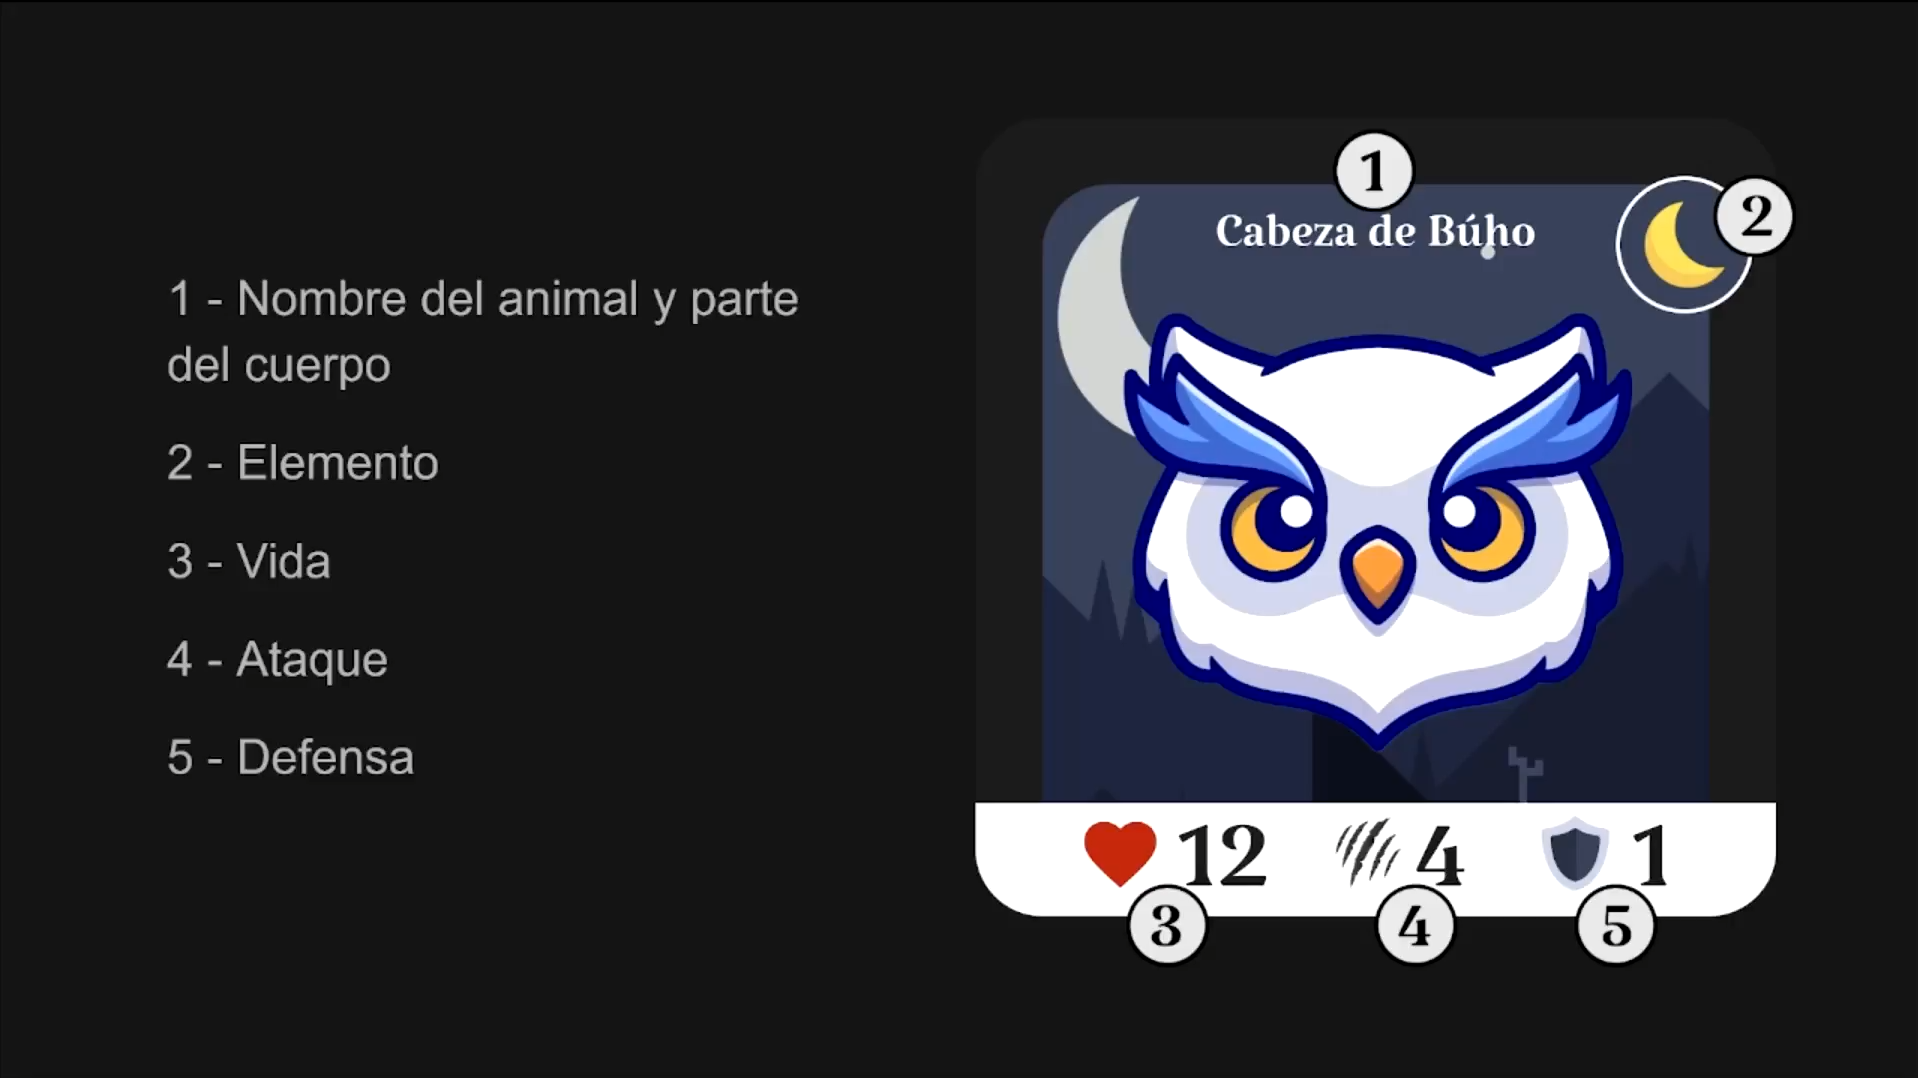 1 - Nombre del animal y parte
del cuerpo
2 - Elemento
3 - Vida
4 - Ataque
5 - Defensa
1
2
Cabeza de Búho
12 4 1
3 4 5